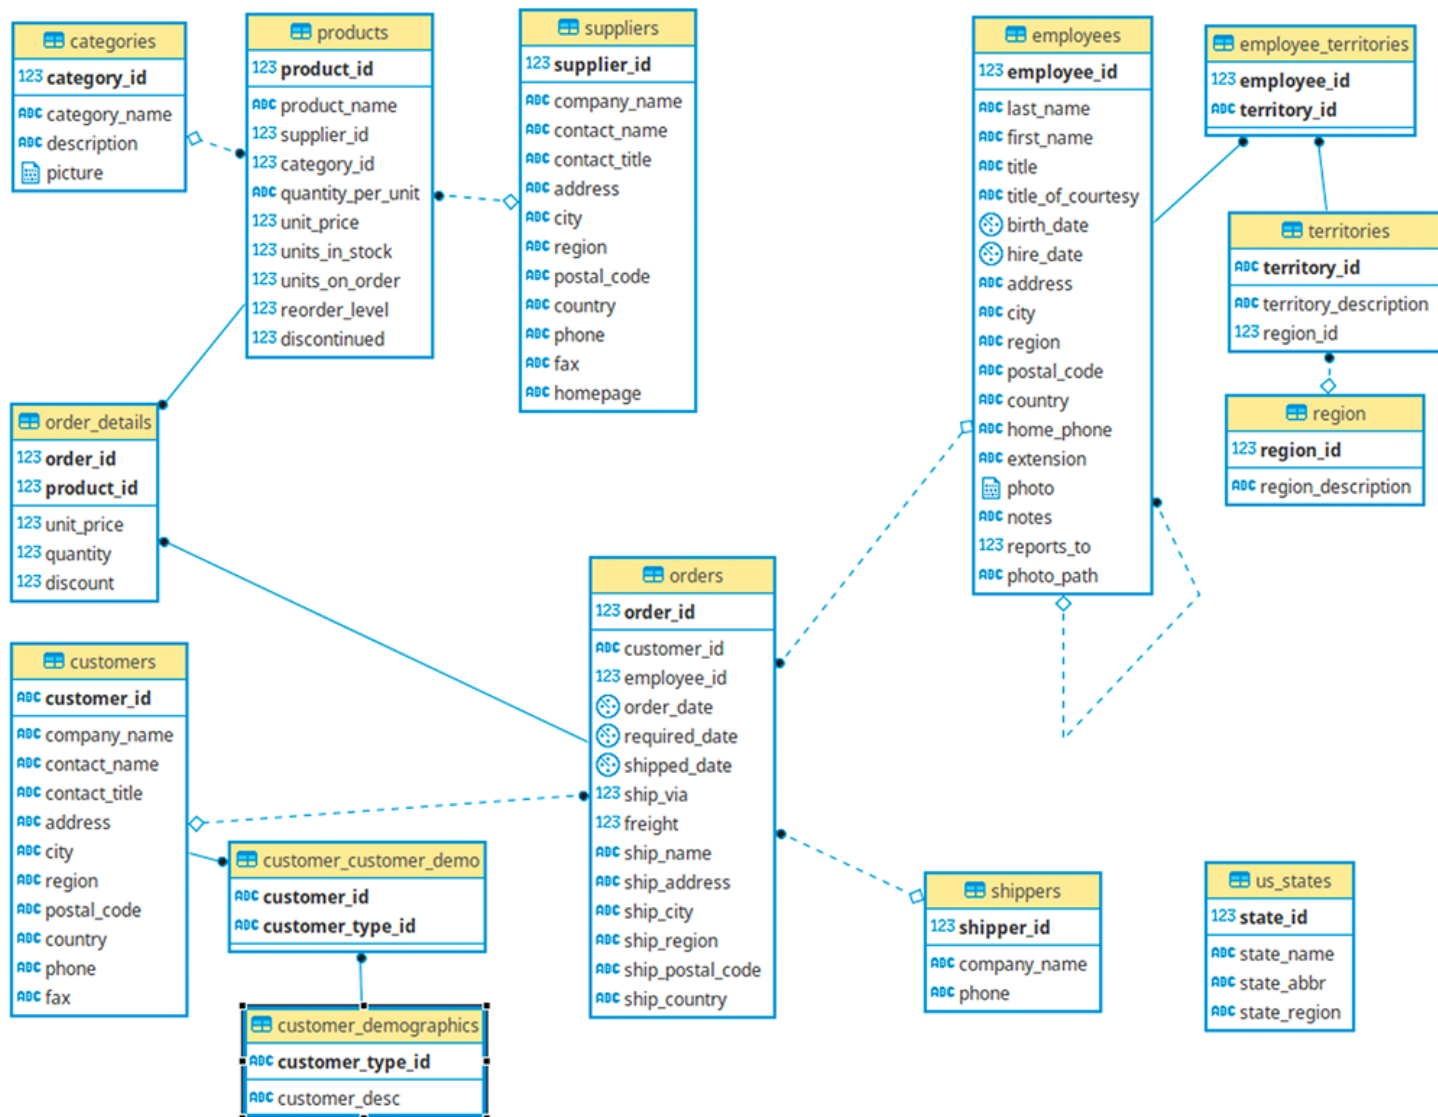 categories
123 category_id
ABC category_name
ABC description
picture
products
123 product_id
ABC product_name
123 supplier_id
123 category_id
ABC quantity_per_unit
123 unit_price
123 units_in_stock
123 units_on_order
123 reorder_level
123 discontinued
suppliers
123 supplier_id
ABC company_name
ABC contact_name
ABC contact_title
ABC address
ABC city
ABC region
ABC postal_code
ABC country
ABC phone
ABC fax
ABC homepage
employees
123 employee_id
ABC last_name
ABC first_name
ABC title
ABC title_of_courtesy
birth_date
hire_date
ABC address
ABC city
ABC region
ABC postal_code
ABC country
ABC home_phone
ABC extension
photo
ABC notes
123 reports_to
ABC photo_path
employee_territories
123 employee_id
ABC territory_id
territories
ABC territory_id
ABC territory_description
123 region_id
region
123 region_id
ABC region_description
order_details
123 order_id
123 product_id
123 unit_price
123 quantity
123 discount
orders
123 order_id
ABC customer_id
123 employee_id
order_date
required_date
shipped_date
123 ship_via
123 freight
ABC ship_name
ABC ship_address
ABC ship_city
ABC ship_region
ABC ship_postal_code
ABC ship_country
customers
ABC customer_id
ABC company_name
ABC contact_name
ABC contact_title
ABC address
ABC city
ABC region
ABC postal_code
ABC country
ABC phone
ABC fax
customer_customer_demo
ABC customer_id
ABC customer_type_id
customer_demographics
ABC customer_type_id
ABC customer_desc
shippers
123 shipper_id
ABC company_name
ABC phone
us_states
123 state_id
ABC state_name
ABC state_abbr
ABC state_region